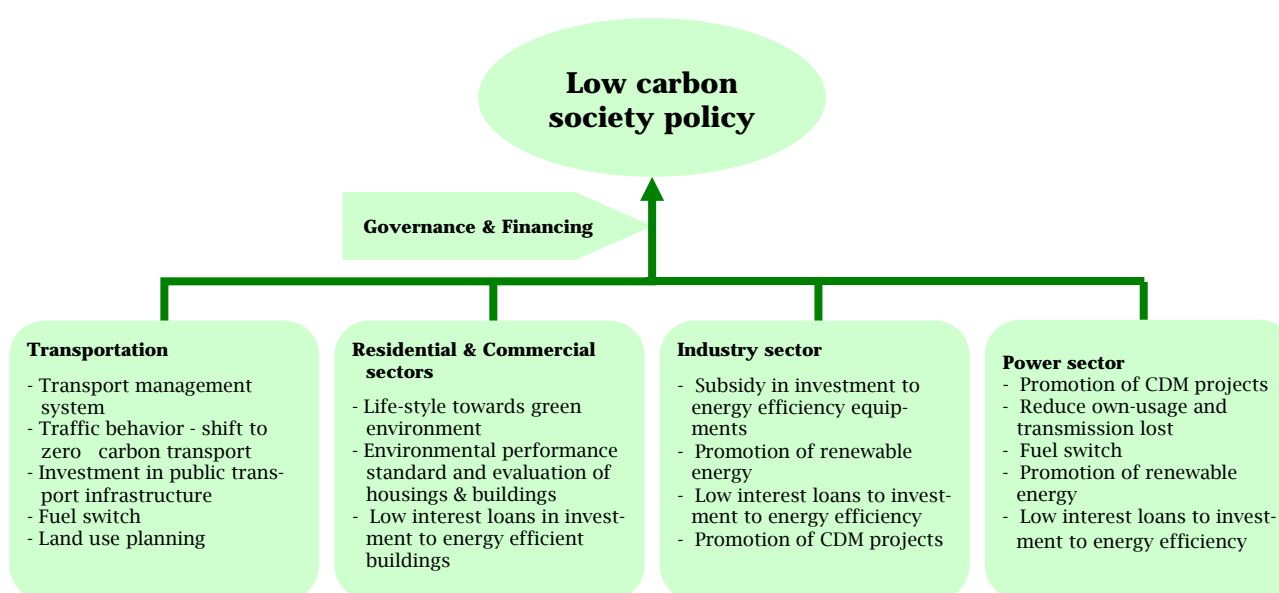 Low carbon
society policy
Governance & Financing
Transportation
- Transport management
system
- Traffic behavior - shift to
zero carbon transport
- Investment in public trans-
port infrastructure
- Fuel switch
- Land use planning
Residential & Commercial
sectors
- Life-style towards green
environment
- Environmental performance
standard and evaluation of
housings & buildings
- Low interest loans in invest-
ment to energy efficient
buildings
Industry sector
- Subsidy in investment to
energy efficiency equip-
ments
- Promotion of renewable
energy
- Low interest loans to invest-
ment to energy efficiency
- Promotion of CDM projects
Power sector
- Promotion of CDM projects
- Reduce own-usage and
transmission lost
- Fuel switch
- Promotion of renewable
energy
- Low interest loans to invest-
ment to energy efficiency